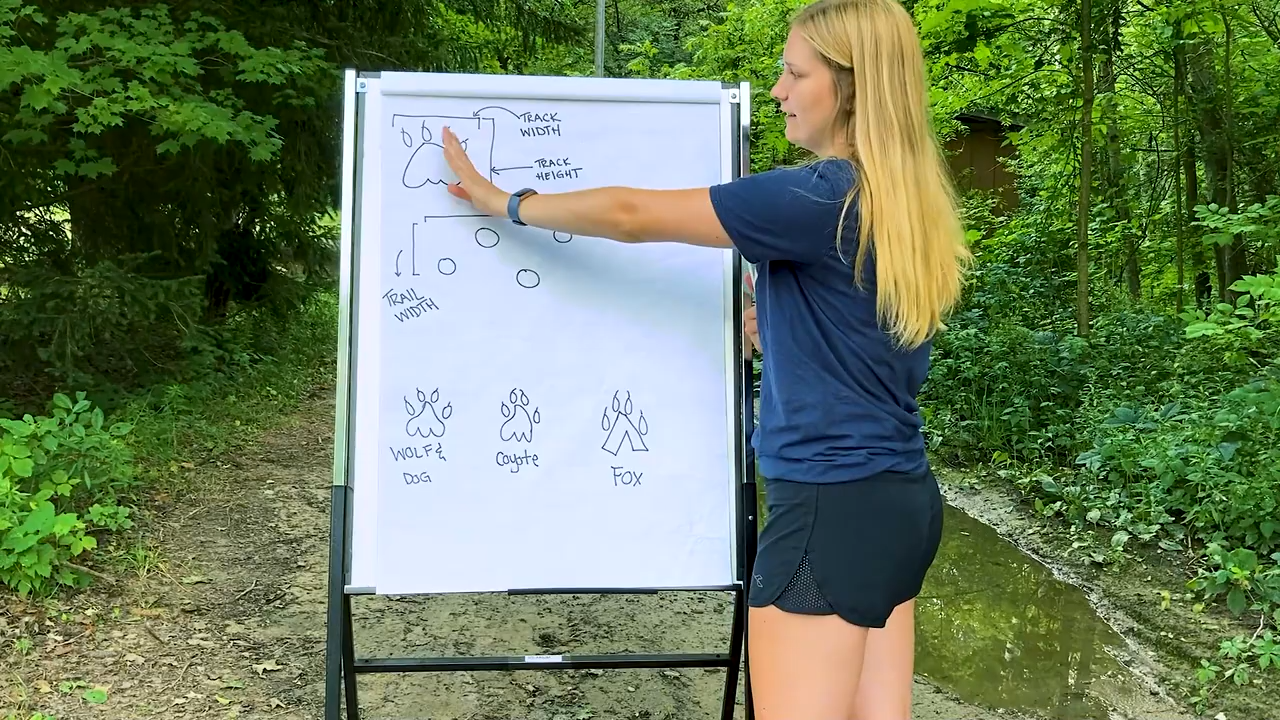 TRACK
WIDTH
TRACK
HEIGHT
TRAIL
WIDTH
WOLF &
DOG
Coyote
FOX